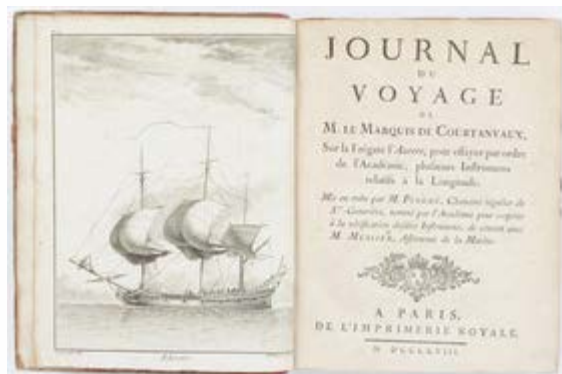 JOURNAL
DU
VOYAGE
DE
M. LE MARQUIS DE COURTANVAUX,
Sur la Frégate l'Aurore, pour essayer par ordre
de l'Académie, plusieurs Instrumens
relatifs à la Longitude.
Mis en ordre par M. PINGRÉ, Chanoine régulier de
S.te Geneviève, nommé par l'Académie pour coopérer
à la vérification desdits Instrumens, de concert avec
M. MESSIER, Astronome de la Marine.
A PARIS,
DE L'IMPRIMERIE ROYALE.
M. DCCLXVIII.